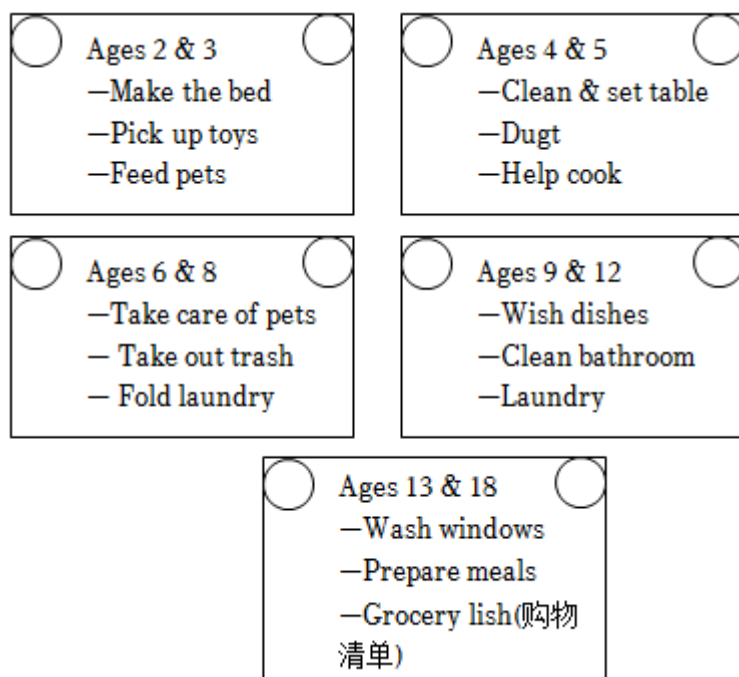 Ages 2 & 3
—Make the bed
—Pick up toys
—Feed pets
Ages 4 & 5
—Clean & set table
—Dugt
—Help cook
Ages 6 & 8
—Take care of pets
— Take out trash
— Fold laundry
Ages 9 & 12
—Wish dishes
—Clean bathroom
—Laundry
Ages 13 & 18
—Wash windows
—Prepare meals
—Grocery lish(购物
清单)